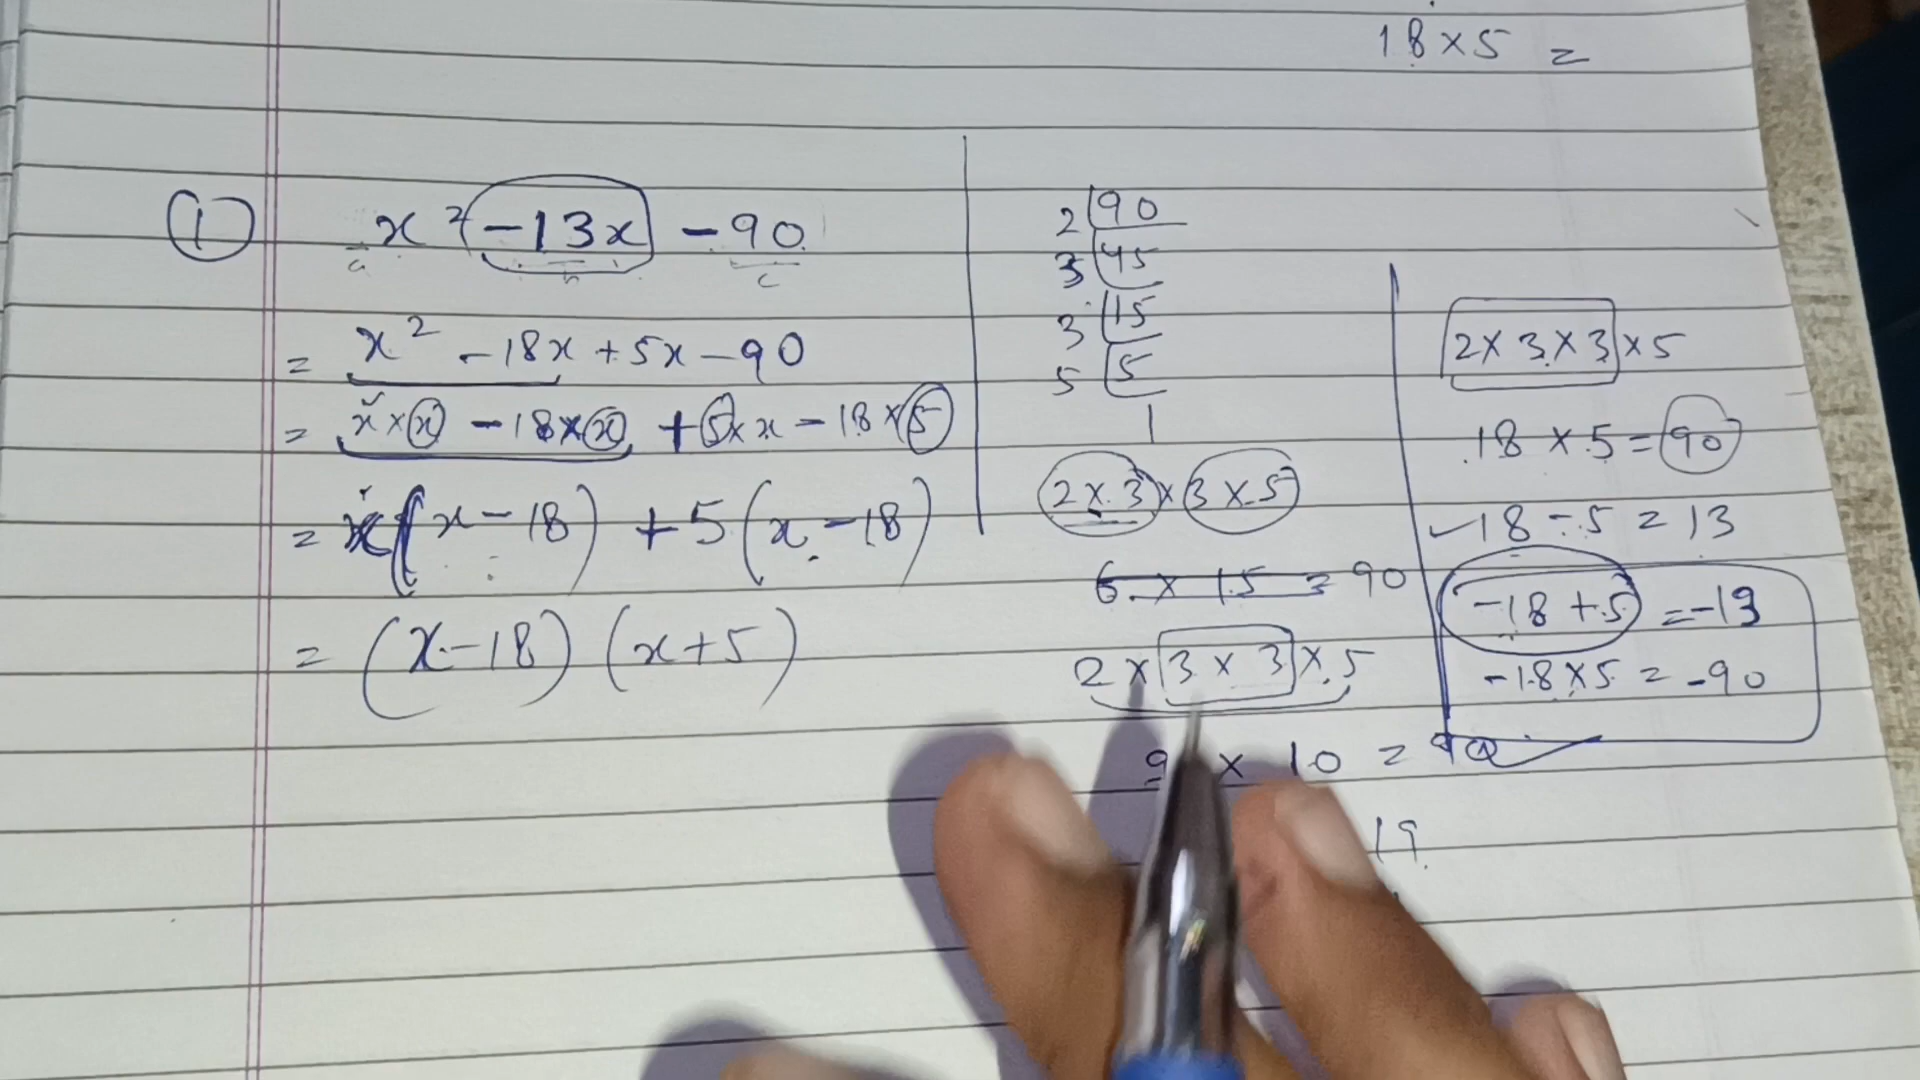 18 × 5 =
① x² - 13x - 90
a b c
= x² - 18x + 5x - 90
= x × x - 18 × x + 5 × x - 18 × 5
= x(x - 18) + 5(x - 18)
= (x - 18) (x + 5)
2 | 90
3 | 45
3 | 15
5 | 5
1
2 × 3 × 3 × 5
6 × 15 = 90
2 × 3 × 3 × 5
9 × 10 = 90
19
2 × 3 × 3 × 5
18 × 5 = 90
18 - 5 = 13
-18 + 5 = -13
-18 × 5 = -90